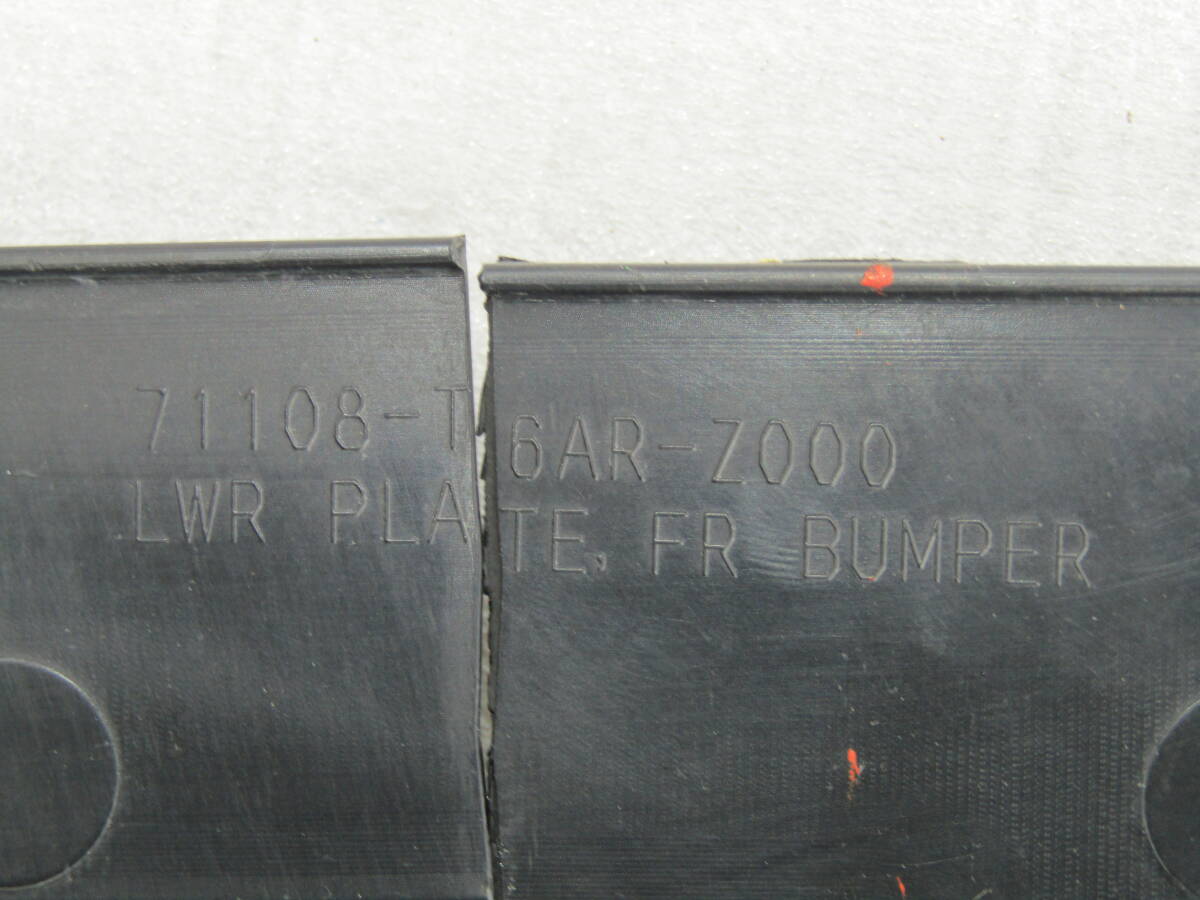 71108-T6AR-Z000
LWR PLATE, FR BUMPER